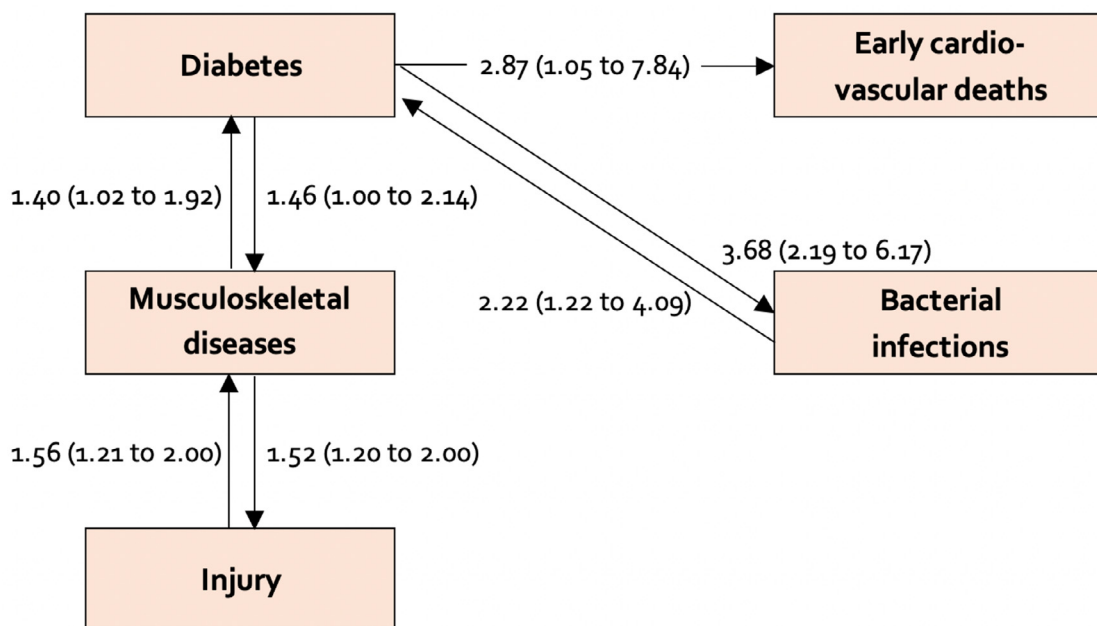 Diabetes
2.87 (1.05 to 7.84)
Early cardio-
vascular deaths
1.40 (1.02 to 1.92)
1.46 (1.00 to 2.14)
3.68 (2.19 to 6.17)
2.22 (1.22 to 4.09)
Musculoskeletal
diseases
Bacterial
infections
1.56 (1.21 to 2.00)
1.52 (1.20 to 2.00)
Injury